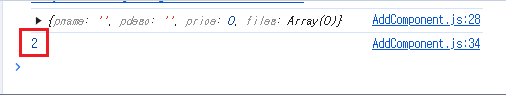 ▶ {pname: '', pdesc: '', price: 0, files: Array(0)} AddComponent.js:28
2 AddComponent.js:34
>